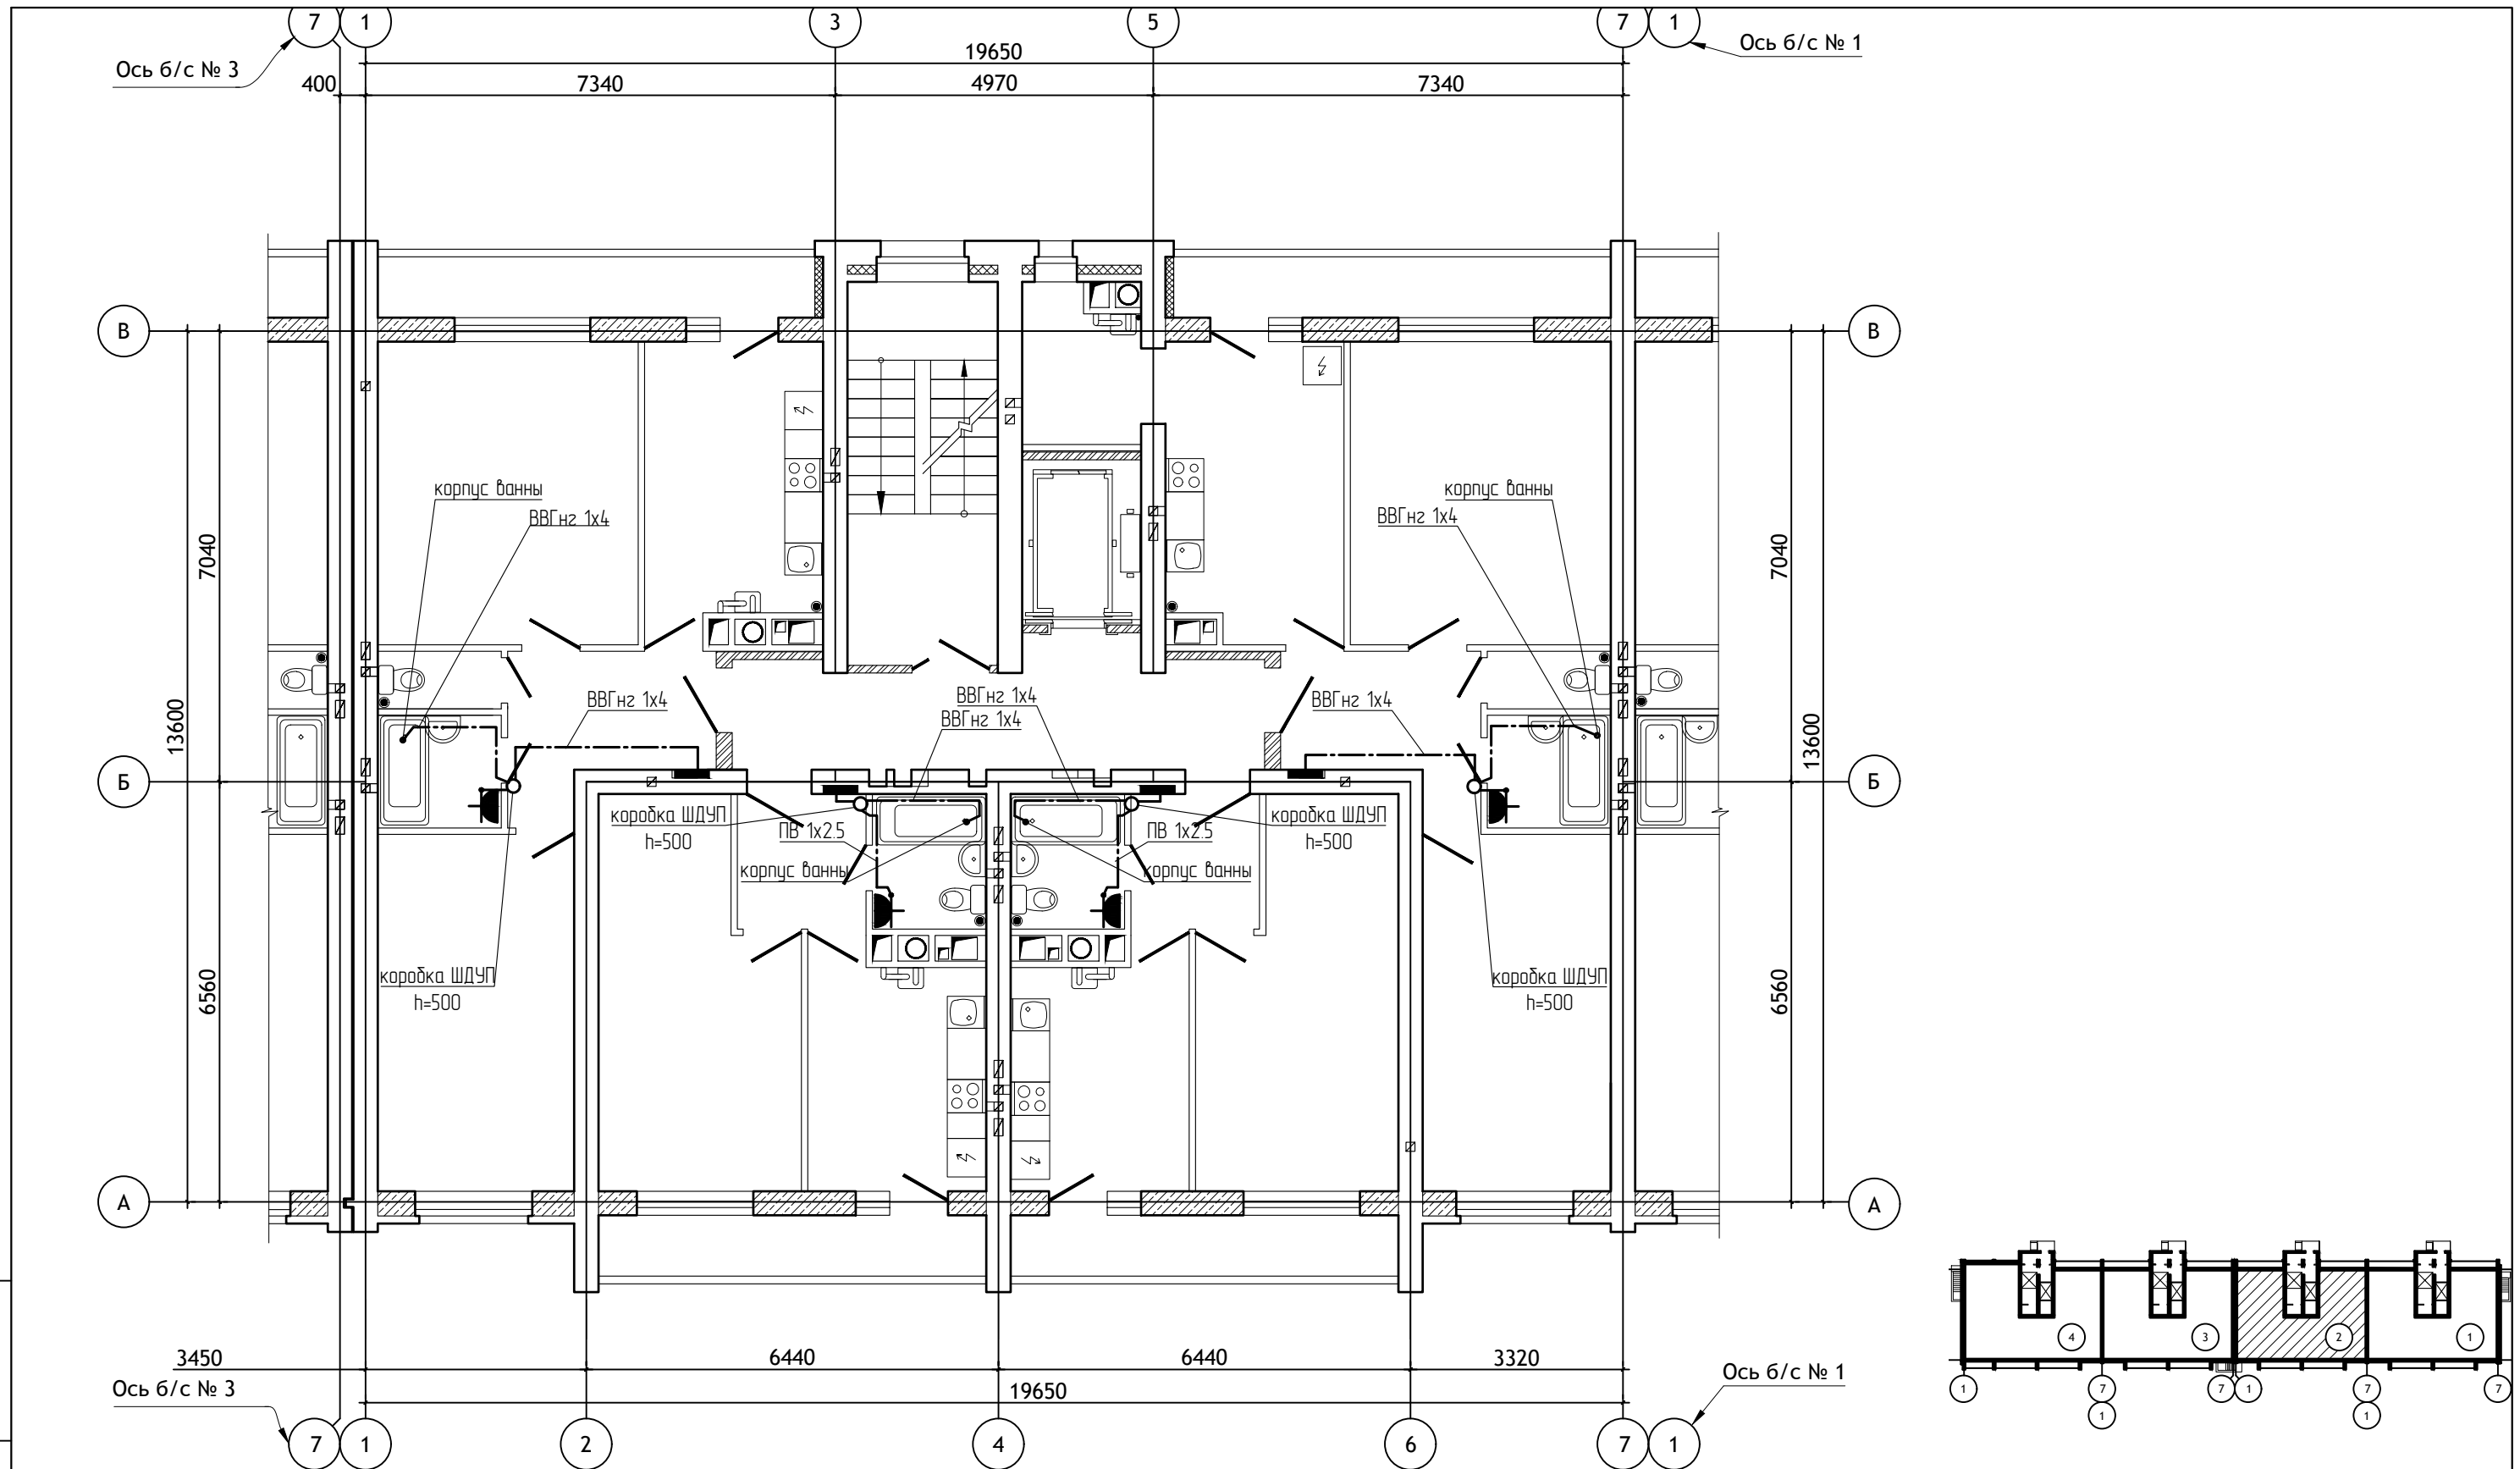 7 1 3 5 7 1
Ось б/с № 3
19650
Ось б/с № 1
400 7340 4970 7340
В В
корпус ванны
ВВГнг 1х4
корпус ванны
ВВГнг 1х4
7040 7040
13600 13600
ВВГнг 1х4
ВВГнг 1х4
ВВГнг 1х4
ВВГнг 1х4
Б Б
коробка ШДУП
h=500
ПВ 1х2.5
корпус ванны
коробка ШДУП
h=500
ПВ 1х2.5
корпус ванны
коробка ШДУП
h=500
коробка ШДУП
h=500
6560 6560
А А
4 3 2 1
1 7 7 1 7 7
1 1
3450 6440 6440 3320
Ось б/с № 3
19650
Ось б/с № 1
7 1 2 4 6 7 1